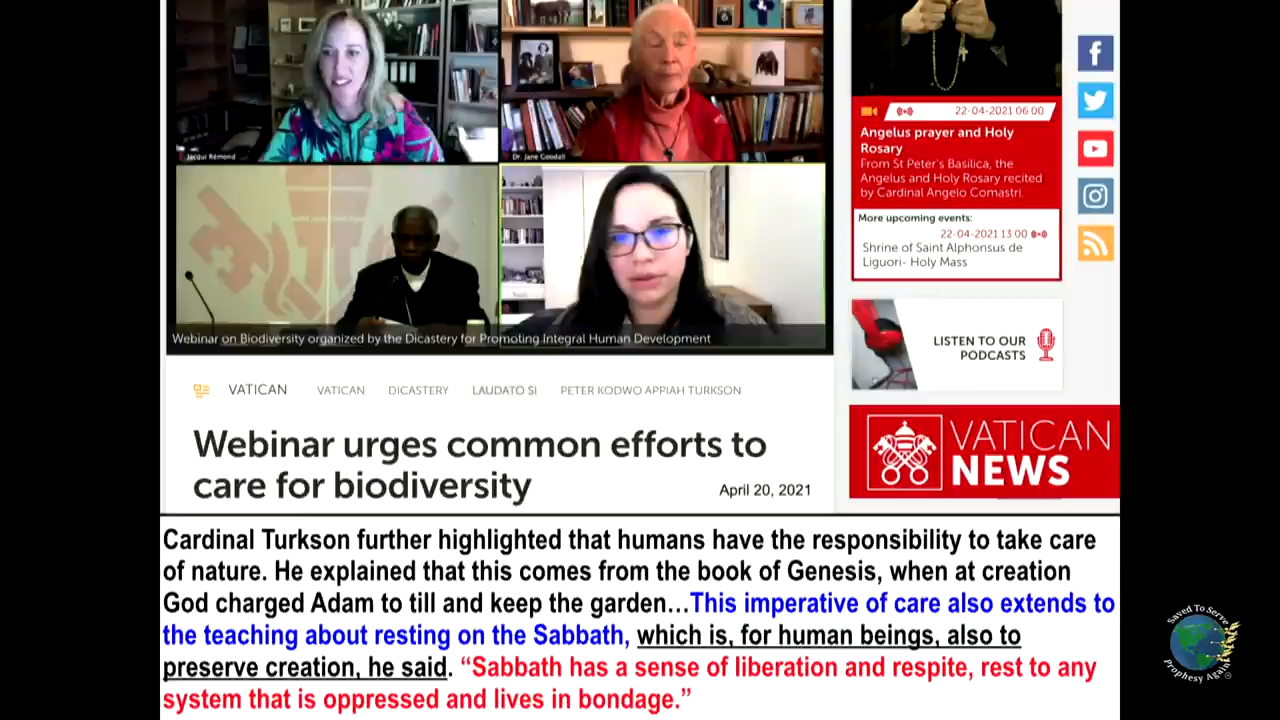 Jacqui Rémond
Dr. Jane Goodall
Webinar on Biodiversity organized by the Dicastery for Promoting Integral Human Development
VATICAN VATICAN DICASTERY LAUDATO SI PETER KODWO APPIAH TURKSON
Webinar urges common efforts to
care for biodiversity
April 20, 2021
22-04-2021 06:00
Angelus prayer and Holy
Rosary
From St Peter's Basilica, the
Angelus and Holy Rosary recited
by Cardinal Angelo Comastri.
More upcoming events:
22-04-2021 13:00
Shrine of Saint Alphonsus de
Liguori- Holy Mass
LISTEN TO OUR
PODCASTS
VATICAN
NEWS
Cardinal Turkson further highlighted that humans have the responsibility to take care
of nature. He explained that this comes from the book of Genesis, when at creation
God charged Adam to till and keep the garden…This imperative of care also extends to
the teaching about resting on the Sabbath, which is, for human beings, also to
preserve creation, he said. “Sabbath has a sense of liberation and respite, rest to any
system that is oppressed and lives in bondage.”
Saved To Serve
Prophesy Again